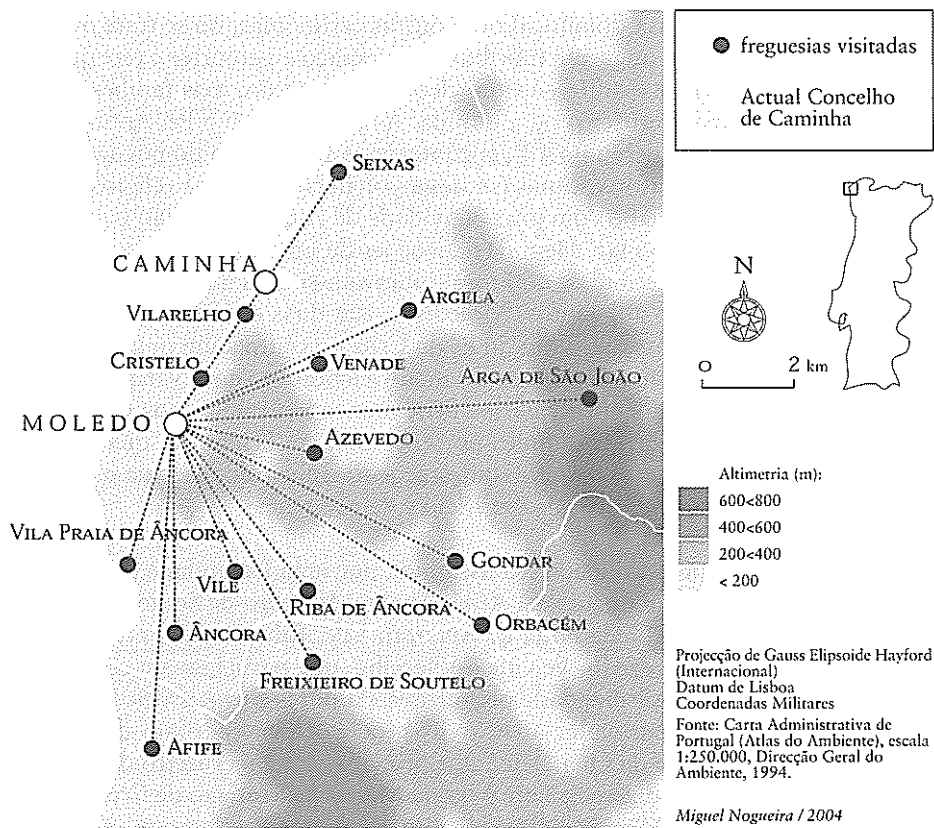 freguesias visitadas
Actual Concelho
de Caminha
SEIXAS
CAMINHA
ARGELA
VILARELHO
CRISTELO
VENADE
ARGA DE SÃO JOÃO
MOLEDO
AZEVEDO
VILA PRAIA DE ÂNCORA
VILE
GONDAR
RIBA DE ÂNCORA
ORBACÉM
ÂNCORA
FREIXIEIRO DE SOUTELO
AFIFE
N
0 2 km
Altimetria (m):
600<800
400<600
200<400
< 200
Projecção de Gauss Elipsoide Hayford
(Internacional)
Datum de Lisboa
Coordenadas Militares
Fonte: Carta Administrativa de
Portugal (Atlas do Ambiente), escala
1:250.000, Direcção Geral do
Ambiente, 1994.
Miguel Nogueira / 2004